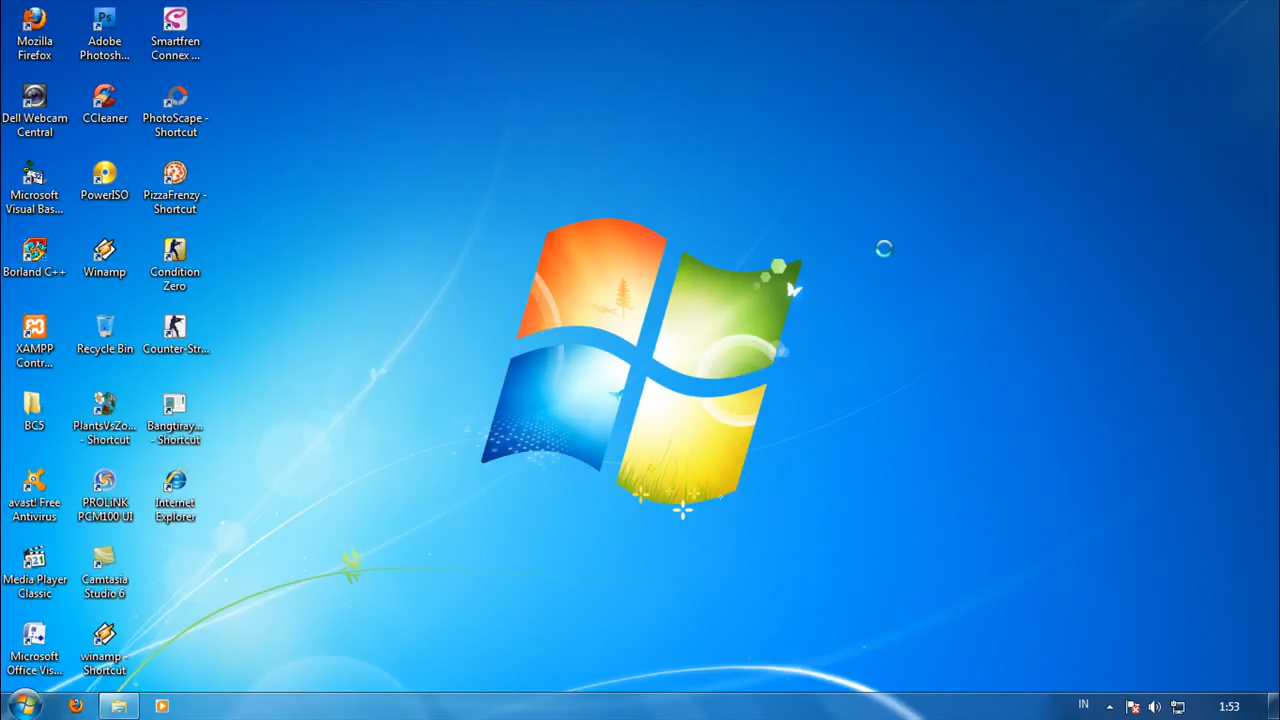 Mozilla
Firefox
Adobe
Photosh...
Smartfren
Connex ...
Dell Webcam
Central
CCleaner
PhotoScape -
Shortcut
Microsoft
Visual Bas...
PowerISO
PizzaFrenzy -
Shortcut
Borland C++
Winamp
Condition
Zero
XAMPP
Contr...
Recycle Bin
Counter-Str...
BC5
PlantsVsZo...
- Shortcut
Bangtiray...
- Shortcut
avast! Free
Antivirus
PROLiNK
PCM100 UI
Internet
Explorer
Media Player
Classic
Camtasia
Studio 6
Microsoft
Office Vis...
winamp -
Shortcut
IN
1:53